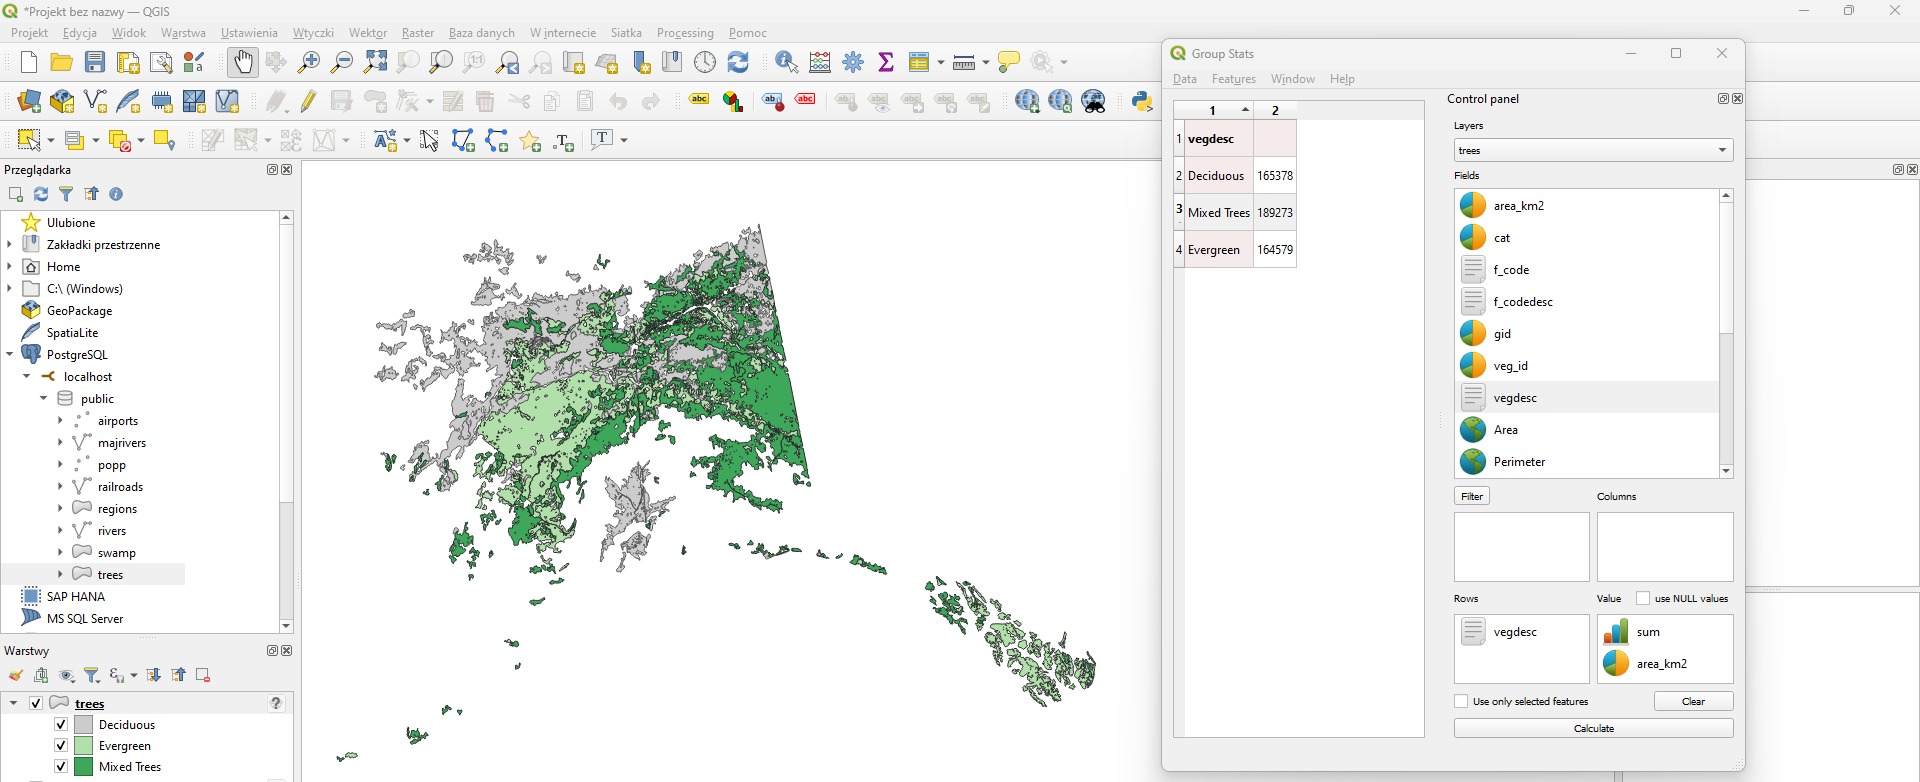 *Projekt bez nazwy — QGIS
Projekt Edycja Widok Warstwa Ustawienia Wtyczki Wektor Raster Baza danych W internecie Siatka Processing Pomoc
Przeglądarka
Ulubione
Zakładki przestrzenne
Home
C:\ (Windows)
GeoPackage
SpatiaLite
PostgreSQL
localhost
public
airports
majrivers
popp
railroads
regions
rivers
swamp
trees
SAP HANA
MS SQL Server
Warstwy
trees
Deciduous
Evergreen
Mixed Trees
Group Stats
Data Features Window Help
1 2
1 vegdesc
2 Deciduous 165378
3 Mixed Trees 189273
4 Evergreen 164579
Control panel
Layers
trees
Fields
area_km2
cat
f_code
f_codedesc
gid
veg_id
vegdesc
Area
Perimeter
Filter Columns
Rows Value use NULL values
vegdesc
sum
area_km2
Use only selected features Clear
Calculate